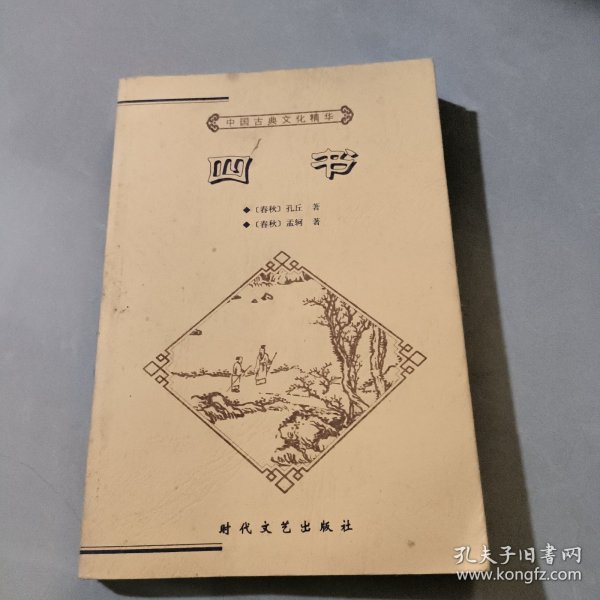 中国古典文化精华
四书
◆〔春秋〕孔丘 著
◆〔春秋〕孟轲 著
时代文艺出版社
孔夫子旧书网
www.kongfz.com